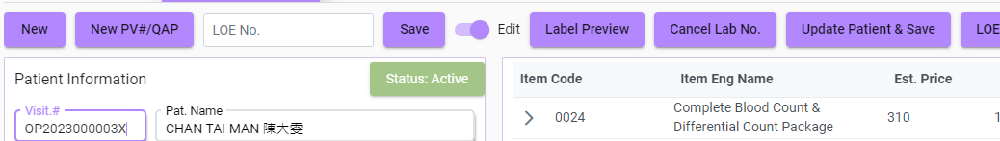 New
New PV#/QAP
LOE No.
Save
Edit
Label Preview
Cancel Lab No.
Update Patient & Save
LOE
Patient Information
Status: Active
Visit.#
OP2023000003X
Pat. Name
CHAN TAI MAN 陳大雯
Item Code
Item Eng Name
Est. Price
0024
Complete Blood Count &
Differential Count Package
310
1